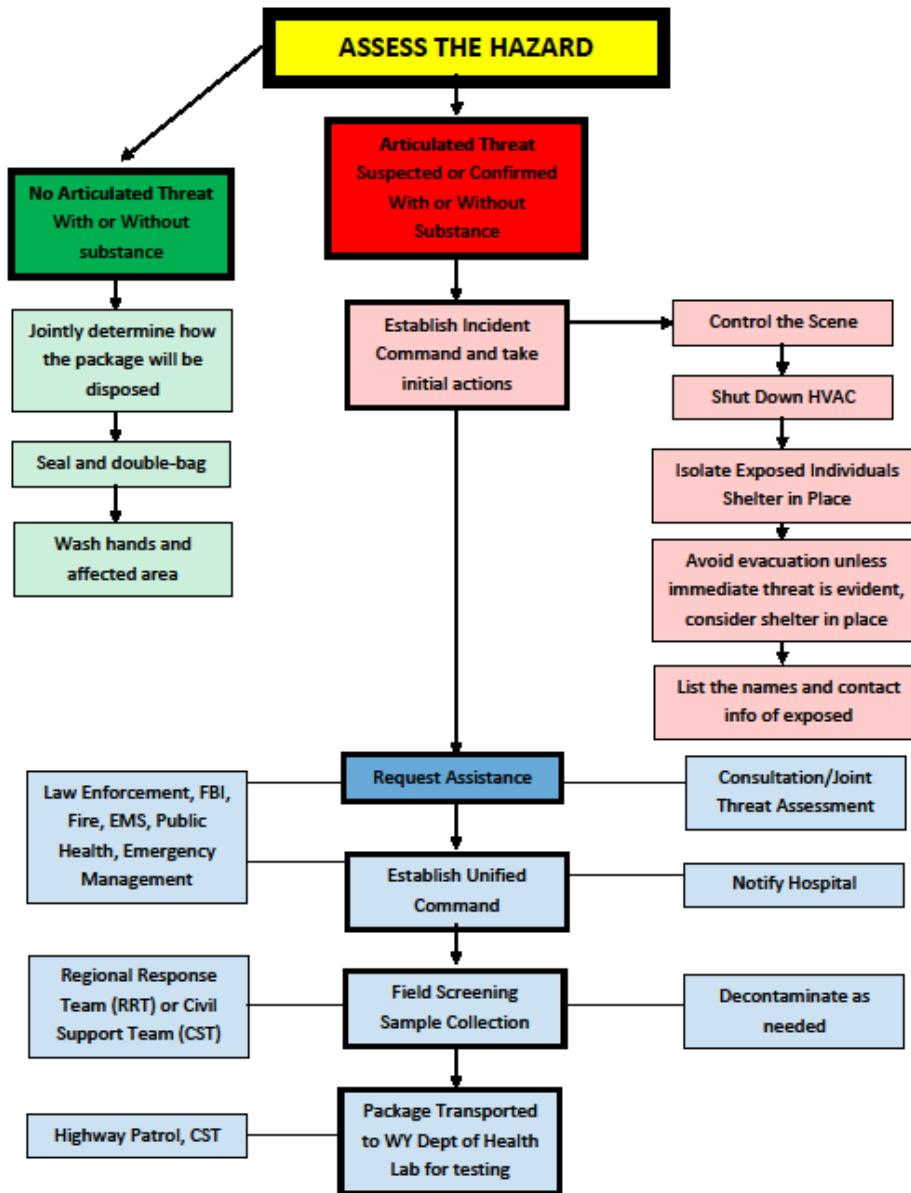 ASSESS THE HAZARD
Articulated Threat
Suspected or Confirmed
With or Without
Substance
No Articulated Threat
With or Without
substance
Jointly determine how
the package will be
disposed
Seal and double-bag
Wash hands and
affected area
Establish Incident
Command and take
initial actions
Control the Scene
Shut Down HVAC
Isolate Exposed Individuals
Shelter in Place
Avoid evacuation unless
immediate threat is evident,
consider shelter in place
List the names and contact
info of exposed
Request Assistance
Law Enforcement, FBI,
Fire, EMS, Public
Health, Emergency
Management
Consultation/Joint
Threat Assessment
Establish Unified
Command
Notify Hospital
Regional Response
Team (RRT) or Civil
Support Team (CST)
Field Screening
Sample Collection
Decontaminate as
needed
Package Transported
to WY Dept of Health
Lab for testing
Highway Patrol, CST